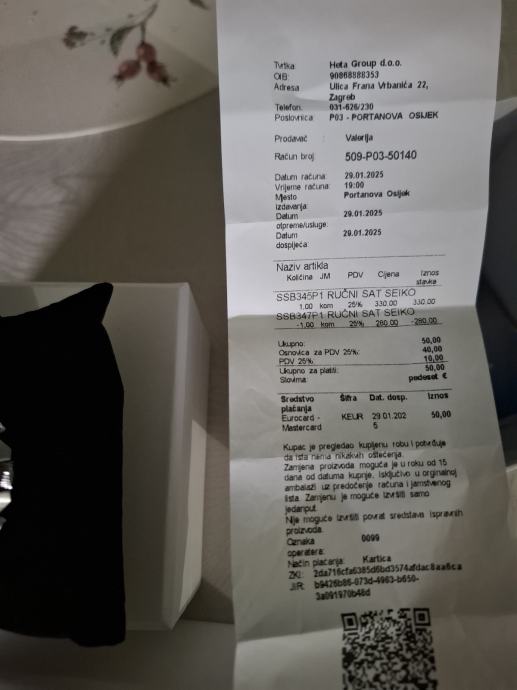 Tvrtka: Heta Group d.o.o.
OIB: 90868888353
Adresa Ulica Frana Vrbanića 22,
Zagreb
Telefon: 031-626/230
Poslovnica: P03 - PORTANOVA OSIJEK
Prodavač : Valerija
Račun broj: 509-P03-50140
Datum računa: 29.01.2025
Vrijeme računa: 19:00
Mjesto Portanova Osijek
izdavanja:
Datum 29.01.2025
otpreme/usluge:
Datum 29.01.2025
dospijeća:
Naziv artikla
Količina JM PDV Cijena Iznos
stavke
SSB345P1 RUČNI SAT SEIKO
1,00 kom 25% 330.00 330.00
SSB347P1 RUČNI SAT SEIKO
-1,00 kom 25% 280.00 -280.00
Ukupno: 50,00
Osnovica za PDV 25%: 40,00
PDV 25%: 10,00
Ukupno za platiti: 50,00
Slovima: pedeset €
Sredstvo Šifra Dat. dosp. Iznos
plaćanja
Eurocard - KEUR 29.01.202 50,00
Mastercard 5
Kupac je pregledao kupljenu robu i potvrđuje
da ista nema nikakvih oštećenja.
Zamjena proizvoda moguća je u roku od 15
dana od datuma kupnje, isključivo u orginalnoj
ambalaži uz predočenje računa i jamstvenog
lista. Zamjenu je moguće izvršiti samo
jedanput.
Nije moguće izvršiti povrat sredstava ispravnih
proizvoda.
Oznaka 0099
operatera:
Način plaćanja: Kartica
ZKI:
JIR: b9426b86-073d-4963-b650-
3a091970b48d